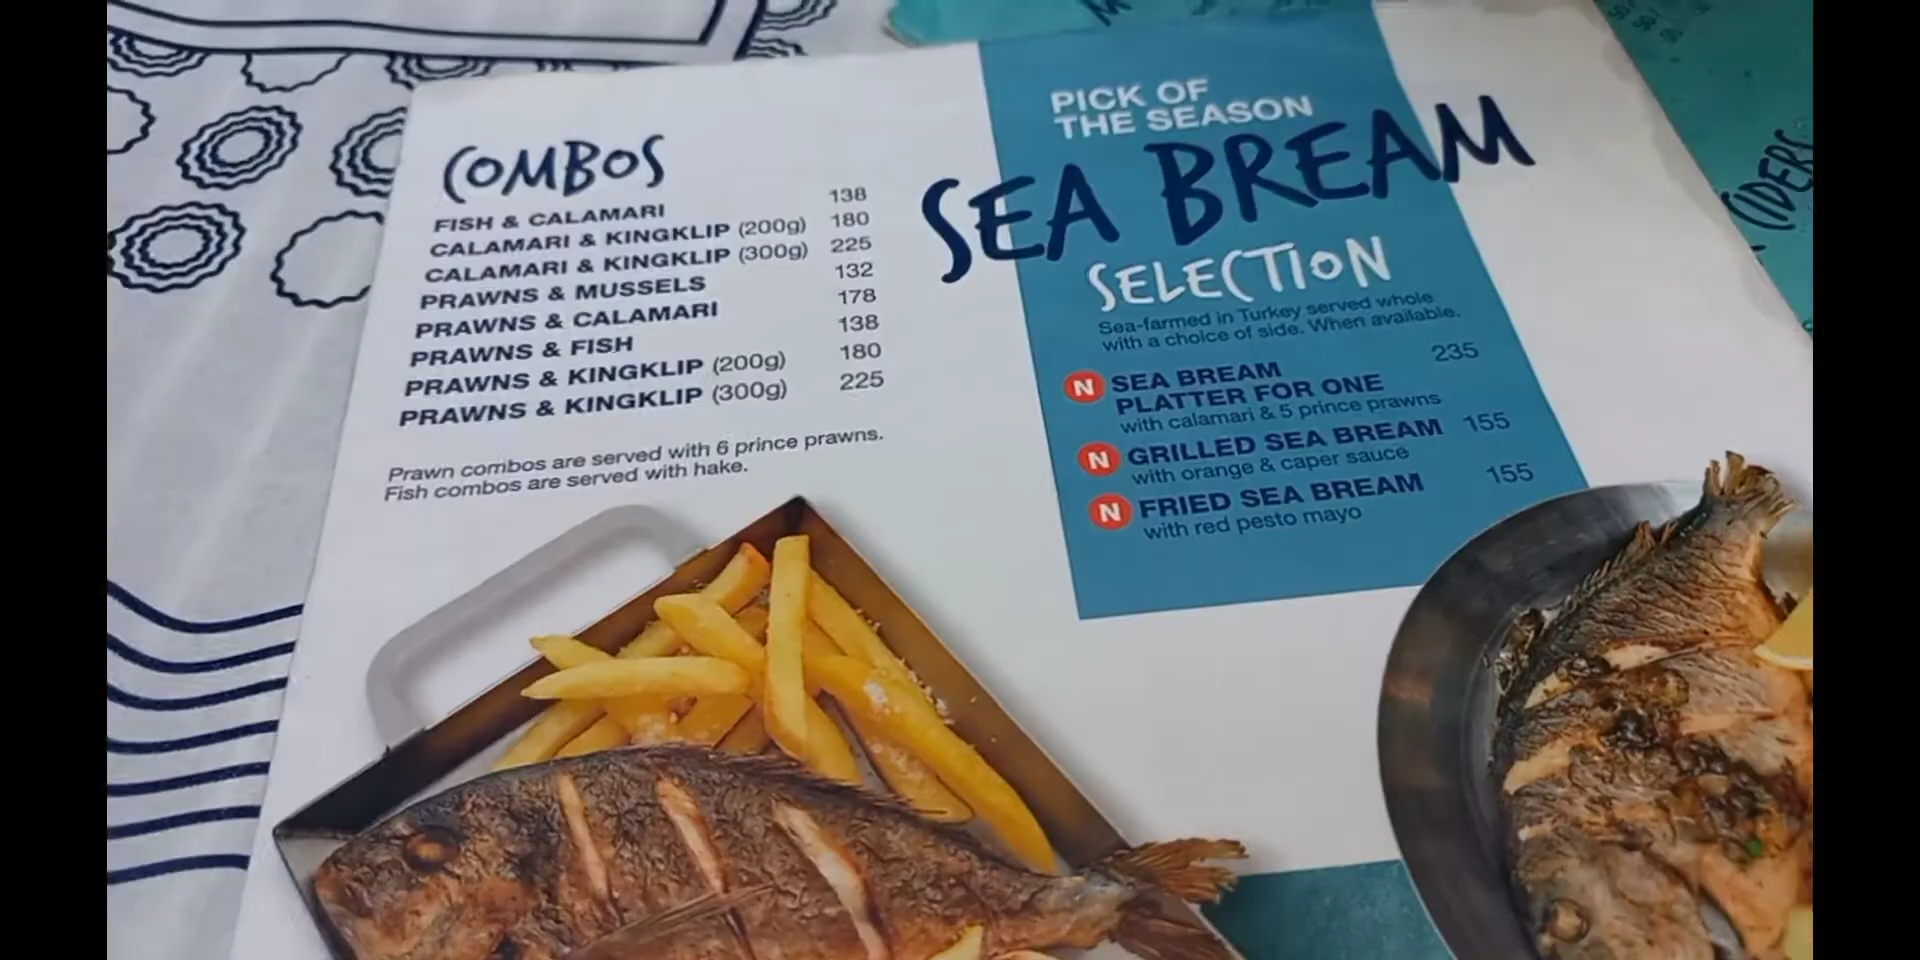 COMBOS
FISH & CALAMARI 138
CALAMARI & KINGKLIP (200g) 180
CALAMARI & KINGKLIP (300g) 225
PRAWNS & MUSSELS 132
PRAWNS & CALAMARI 178
PRAWNS & FISH 138
PRAWNS & KINGKLIP (200g) 180
PRAWNS & KINGKLIP (300g) 225
Prawn combos are served with 6 prince prawns.
Fish combos are served with hake.
PICK OF
THE SEASON
SEA BREAM
SELECTION
Sea-farmed in Turkey served whole
with a choice of side. When available.
N SEA BREAM 235
PLATTER FOR ONE
with calamari & 5 prince prawns
N GRILLED SEA BREAM 155
with orange & caper sauce
N FRIED SEA BREAM 155
with red pesto mayo
CIDERS